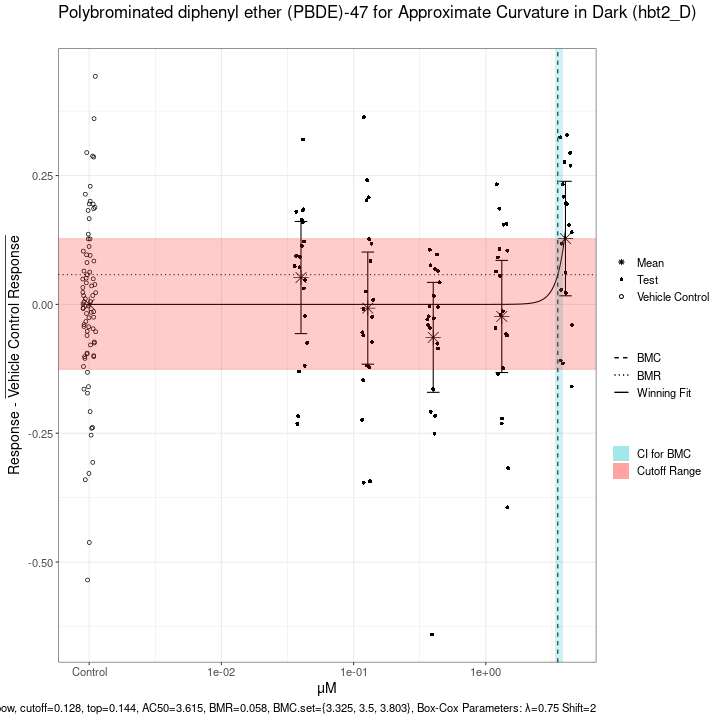 Polybrominated diphenyl ether (PBDE)-47 for Approximate Curvature in Dark (hbt2_D)
Response - Vehicle Control Response
0.25
0.00
-0.25
-0.50
Control
1e-02
1e-01
1e+00
μM
Mean
Test
Vehicle Control
BMC
BMR
Winning Fit
CI for BMC
Cutoff Range
cutoff=0.128, top=0.144, AC50=3.615, BMR=0.058, BMC.set={3.325, 3.5, 3.803}, Box-Cox Parameters: λ=0.75 Shift=2